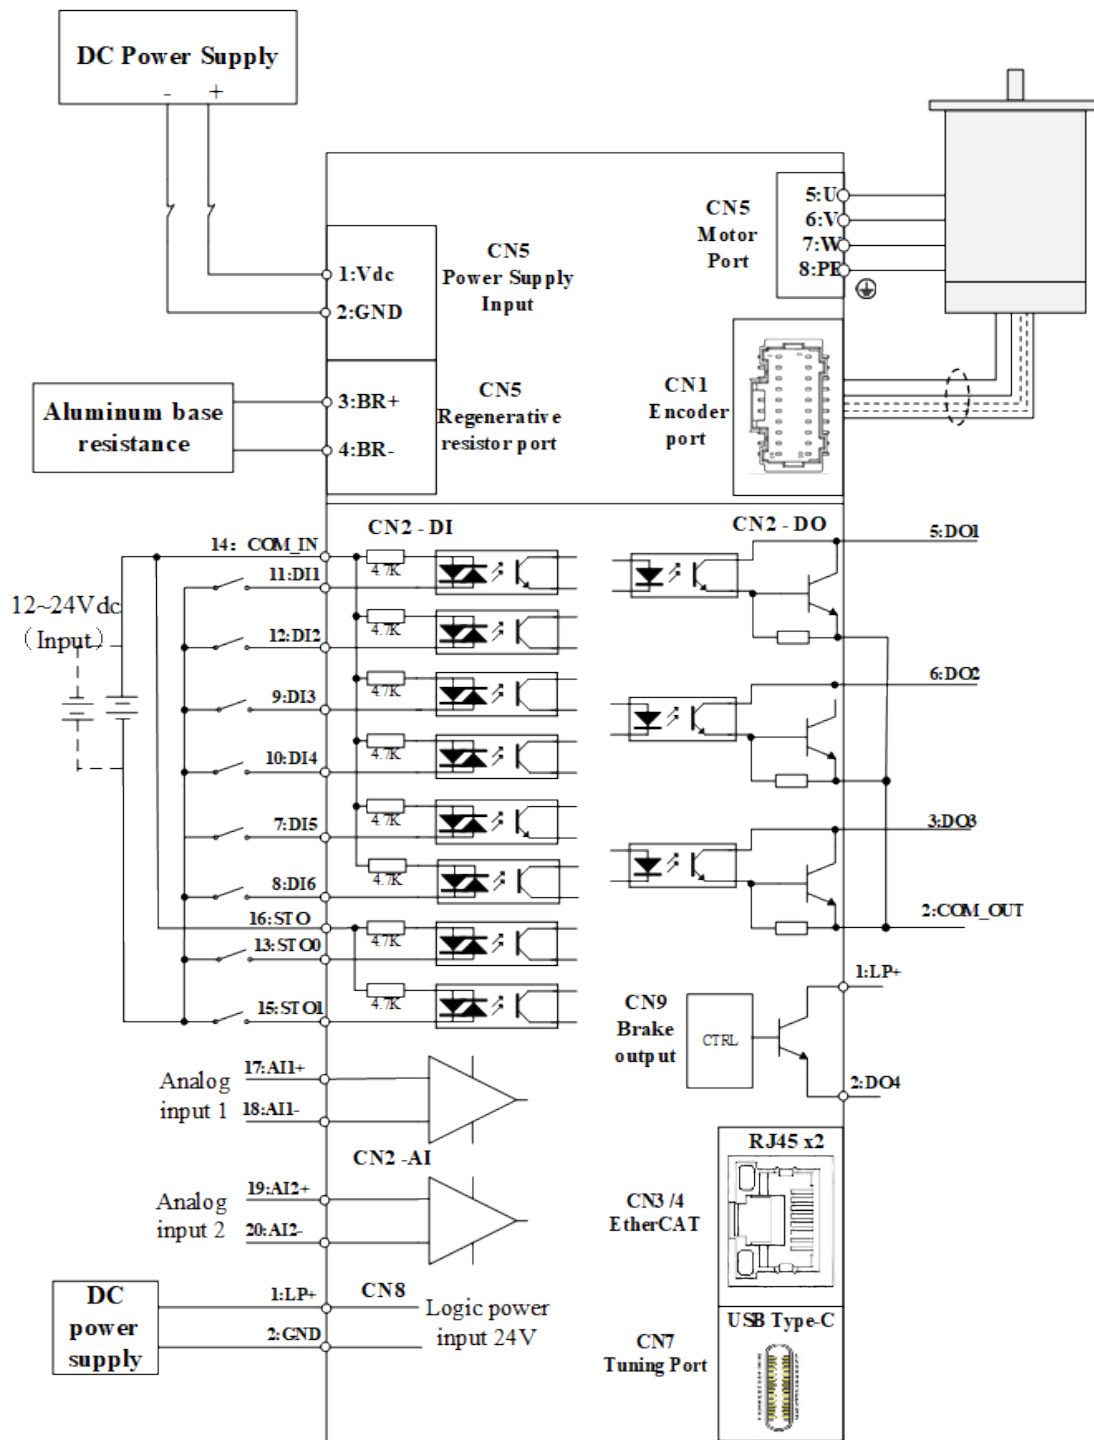 DC Power Supply
- +
CN5
Power Supply
Input
1:Vdc
2:GND
CN5
Motor
Port
5:U
6:V
7:W
8:PE
Aluminum base
resistance
3:BR+
4:BR-
CN5
Regenerative
resistor port
CN1
Encoder
port
CN2 - DI
CN2 - DO
14: COM_IN
11:DI1
12:DI2
9:DI3
10:DI4
7:DI5
8:DI6
16:STO
13:STO0
15:STO1
12~24Vdc
(Input)
4.7K
4.7K
4.7K
4.7K
4.7K
4.7K
4.7K
4.7K
5:DO1
6:DO2
3:DO3
2:COM_OUT
CN9
Brake
output
CTRL
1:LP+
2:DO4
Analog
input 1
17:AI1+
18:AI1-
CN2 -AI
Analog
input 2
19:AI2+
20:AI2-
RJ45 x2
CN3 /4
EtherCAT
DC
power
supply
1:LP+
2:GND
CN8
Logic power
input 24V
USB Type-C
CN7
Tuning Port